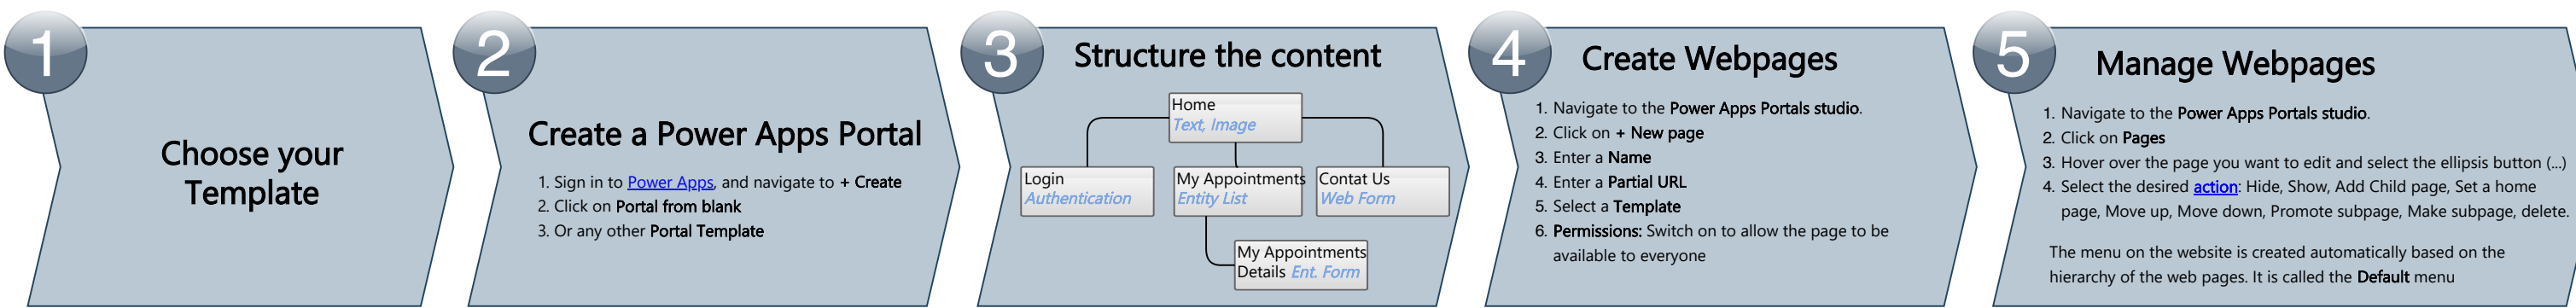 1
Choose your
Template
2
Create a Power Apps Portal
1. Sign in to Power Apps, and navigate to + Create
2. Click on Portal from blank
3. Or any other Portal Template
3
Structure the content
Home
Text, Image
Login
Authentication
My Appointments
Entity List
Contat Us
Web Form
My Appointments
Details Ent. Form
4
Create Webpages
1. Navigate to the Power Apps Portals studio.
2. Click on + New page
3. Enter a Name
4. Enter a Partial URL
5. Select a Template
6. Permissions: Switch on to allow the page to be
available to everyone
5
Manage Webpages
1. Navigate to the Power Apps Portals studio.
2. Click on Pages
3. Hover over the page you want to edit and select the ellipsis button (...)
4. Select the desired action: Hide, Show, Add Child page, Set a home
page, Move up, Move down, Promote subpage, Make subpage, delete.
The menu on the website is created automatically based on the
hierarchy of the web pages. It is called the Default menu